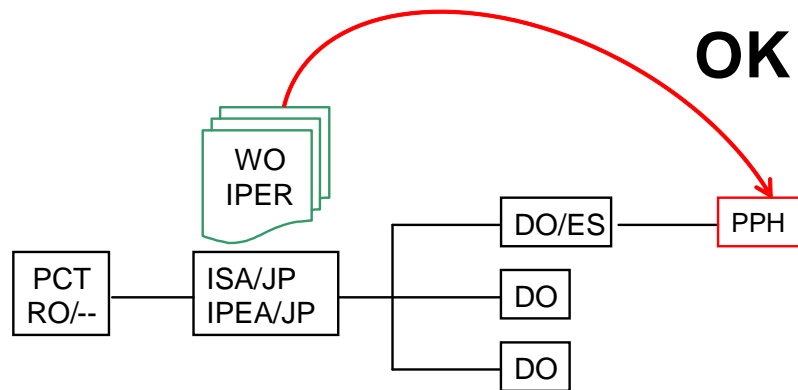 OK
WO
IPER
DO/ES
PPH
PCT
RO/--
ISA/JP
IPEA/JP
DO
DO